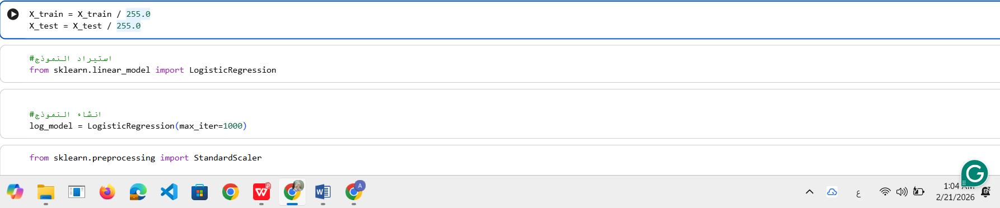 X_train = X_train / 255.0
X_test = X_test / 255.0
#استيراد النموذج
from sklearn.linear_model import LogisticRegression
#انشاء النموذج
log_model = LogisticRegression(max_iter=1000)
from sklearn.preprocessing import StandardScaler
ع
1:04 AM
2/21/2026